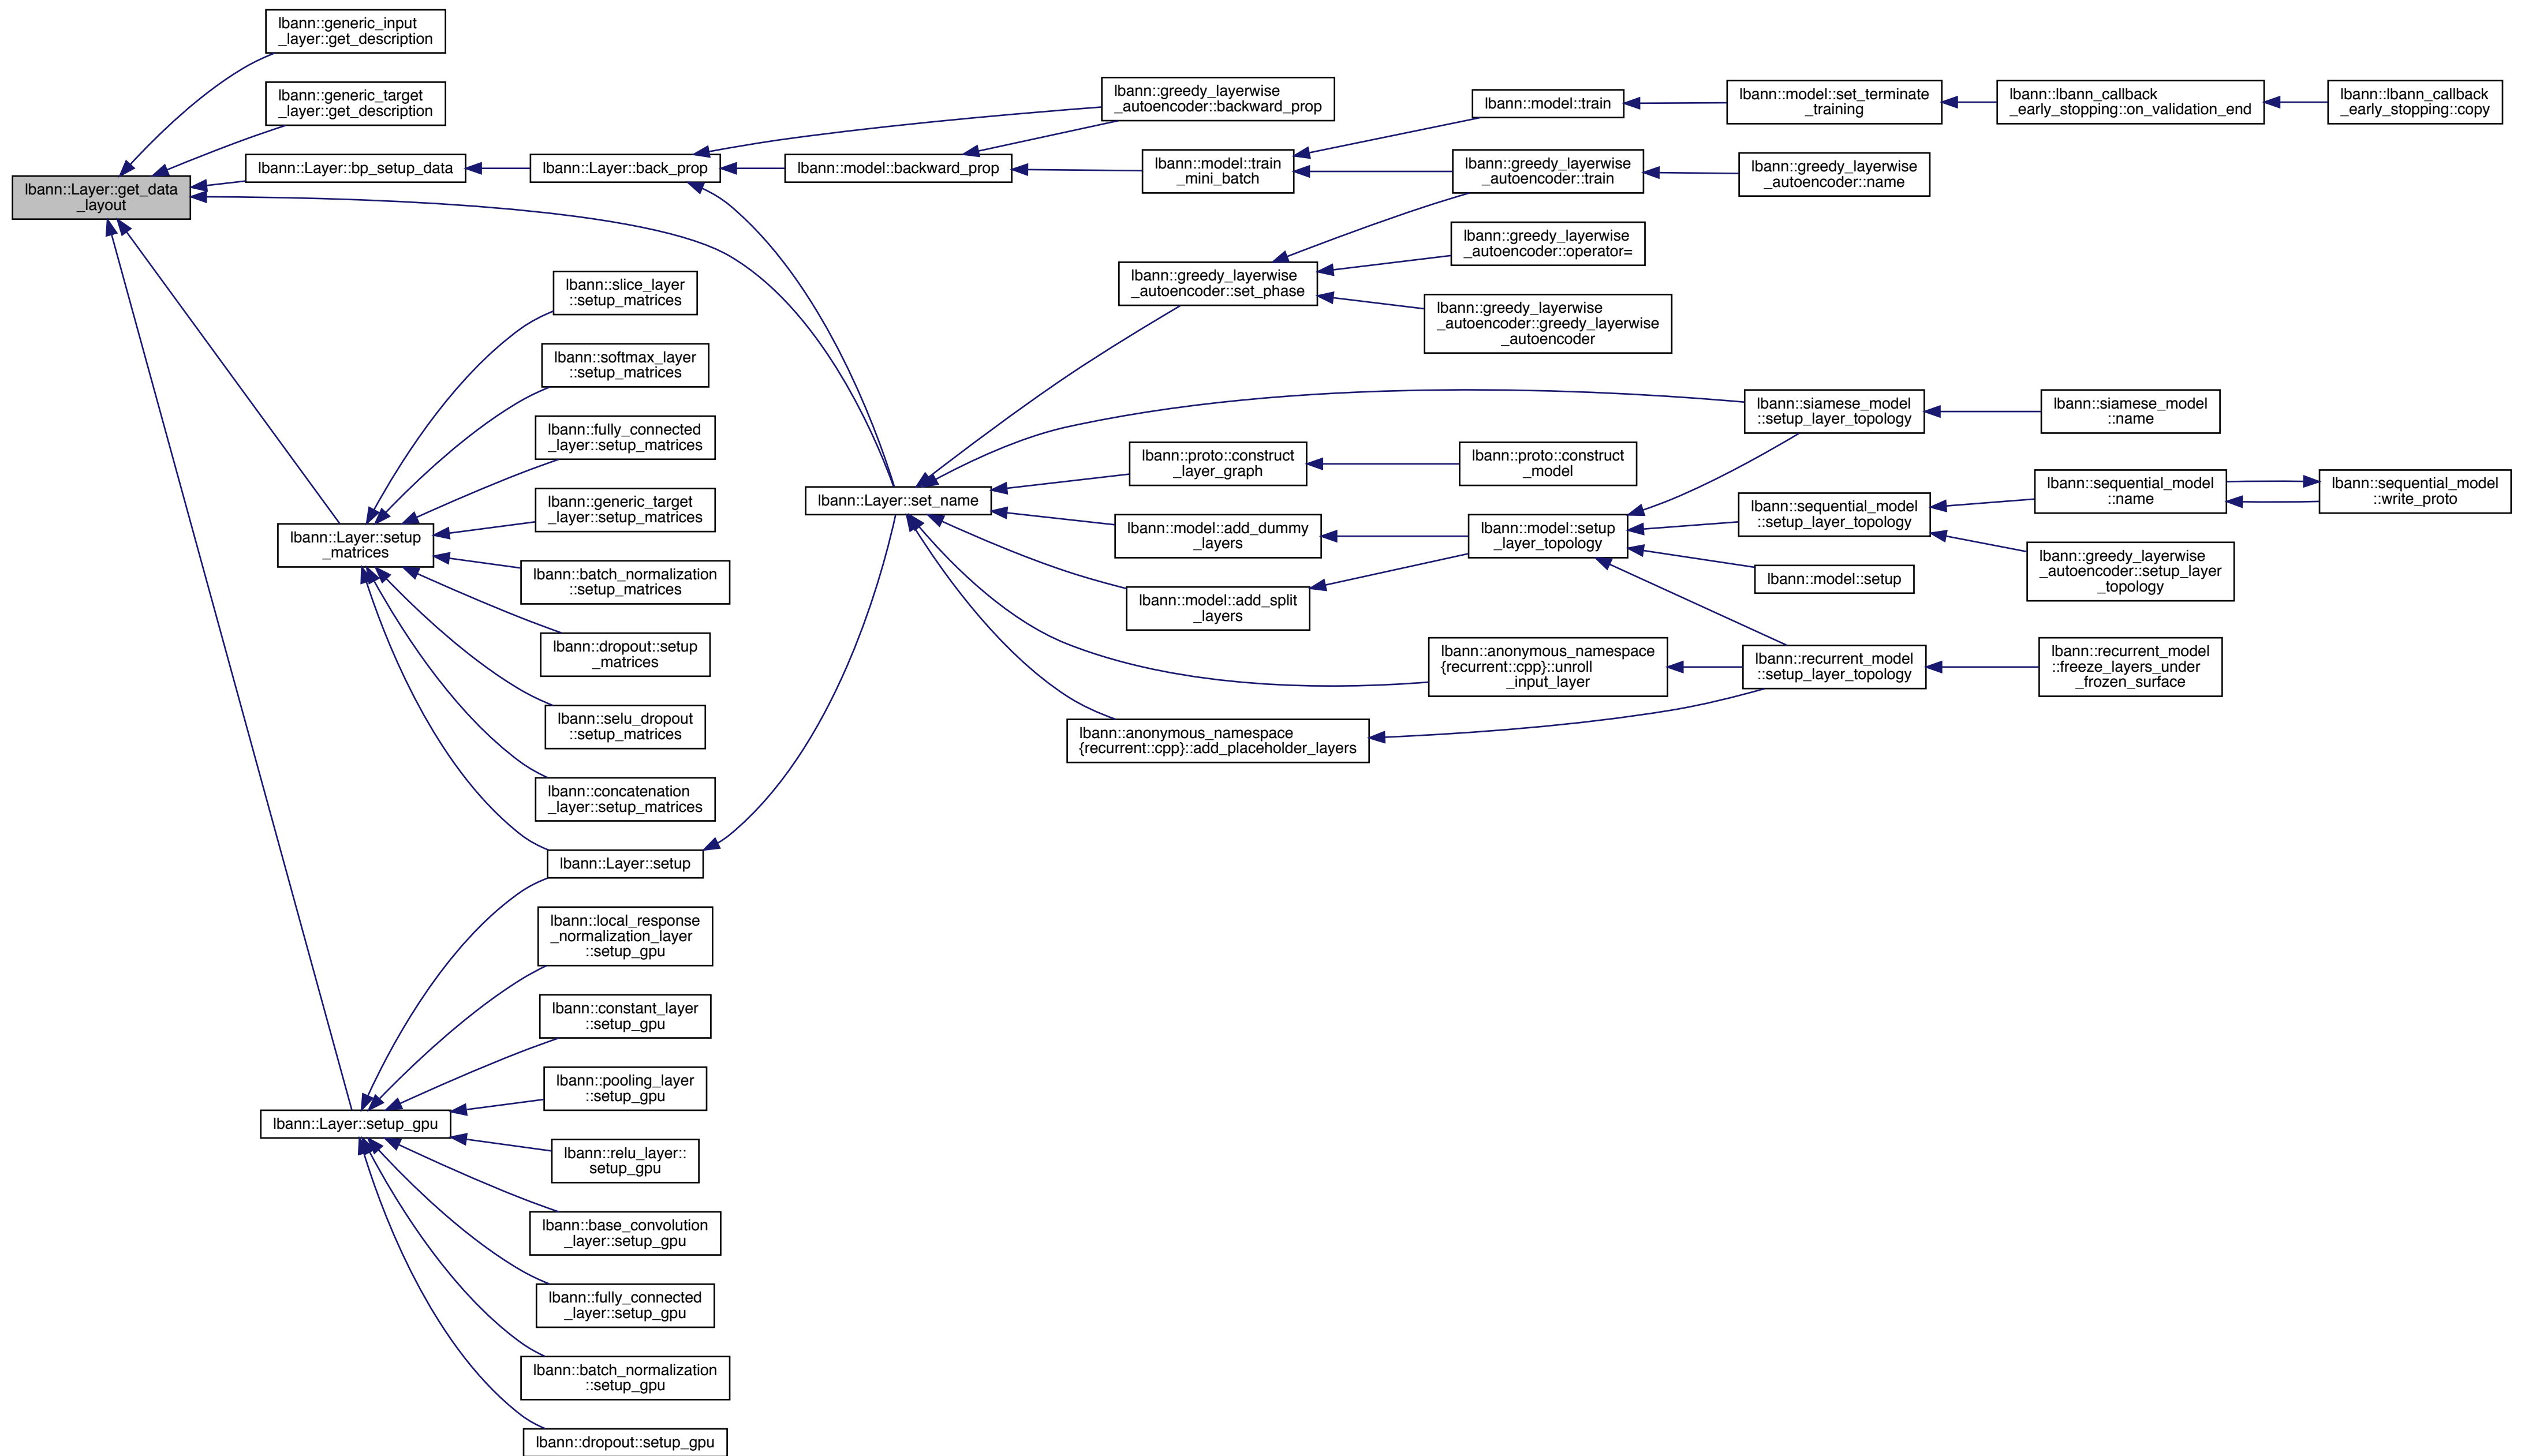 lbann::generic_input
_layer::get_description
lbann::generic_target
_layer::get_description
lbann::Layer::get_data
_layout
lbann::Layer::bp_setup_data
lbann::Layer::back_prop
lbann::model::backward_prop
lbann::greedy_layerwise
_autoencoder::backward_prop
lbann::model::train
_mini_batch
lbann::model::train
lbann::model::set_terminate
_training
lbann::lbann_callback
_early_stopping::on_validation_end
lbann::lbann_callback
_early_stopping::copy
lbann::greedy_layerwise
_autoencoder::train
lbann::greedy_layerwise
_autoencoder::name
lbann::greedy_layerwise
_autoencoder::set_phase
lbann::greedy_layerwise
_autoencoder::operator=
lbann::greedy_layerwise
_autoencoder::greedy_layerwise
_autoencoder
lbann::Layer::set_name
lbann::siamese_model
::setup_layer_topology
lbann::siamese_model
::name
lbann::proto::construct
_layer_graph
lbann::proto::construct
_model
lbann::model::add_dummy
_layers
lbann::model::setup
_layer_topology
lbann::sequential_model
::setup_layer_topology
lbann::sequential_model
::name
lbann::sequential_model
::write_proto
lbann::greedy_layerwise
_autoencoder::setup_layer
_topology
lbann::model::setup
lbann::model::add_split
_layers
lbann::anonymous_namespace
{recurrent::cpp}::unroll
_input_layer
lbann::recurrent_model
::setup_layer_topology
lbann::recurrent_model
::freeze_layers_under
_frozen_surface
lbann::anonymous_namespace
{recurrent::cpp}::add_placeholder_layers
lbann::Layer::setup
_matrices
lbann::slice_layer
::setup_matrices
lbann::softmax_layer
::setup_matrices
lbann::fully_connected
_layer::setup_matrices
lbann::generic_target
_layer::setup_matrices
lbann::batch_normalization
::setup_matrices
lbann::dropout::setup
_matrices
lbann::selu_dropout
::setup_matrices
lbann::concatenation
_layer::setup_matrices
lbann::Layer::setup
lbann::Layer::setup_gpu
lbann::local_response
_normalization_layer
::setup_gpu
lbann::constant_layer
::setup_gpu
lbann::pooling_layer
::setup_gpu
lbann::relu_layer::
setup_gpu
lbann::base_convolution
_layer::setup_gpu
lbann::fully_connected
_layer::setup_gpu
lbann::batch_normalization
::setup_gpu
lbann::dropout::setup_gpu